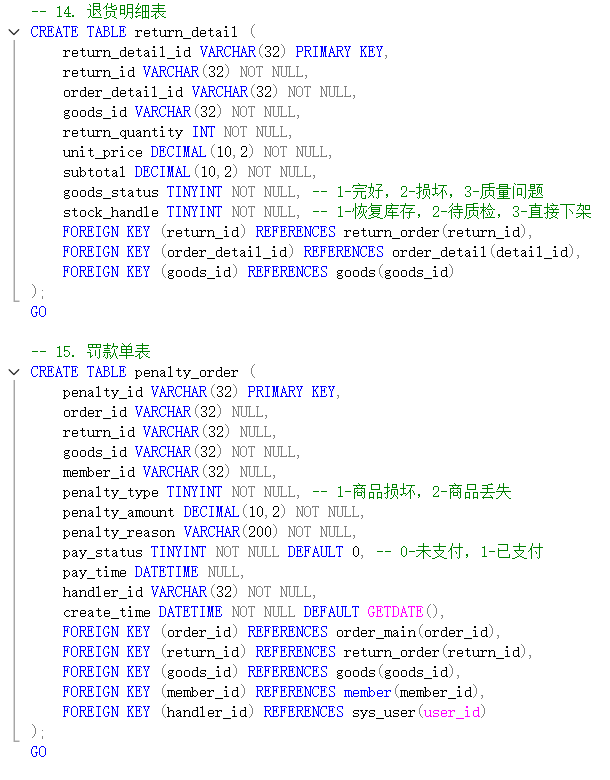 -- 14. 退货明细表
CREATE TABLE return_detail (
return_detail_id VARCHAR(32) PRIMARY KEY,
return_id VARCHAR(32) NOT NULL,
order_detail_id VARCHAR(32) NOT NULL,
goods_id VARCHAR(32) NOT NULL,
return_quantity INT NOT NULL,
unit_price DECIMAL(10,2) NOT NULL,
subtotal DECIMAL(10,2) NOT NULL,
goods_status TINYINT NOT NULL, -- 1-完好，2-损坏，3-质量问题
stock_handle TINYINT NOT NULL, -- 1-恢复库存，2-待质检，3-直接下架
FOREIGN KEY (return_id) REFERENCES return_order(return_id),
FOREIGN KEY (order_detail_id) REFERENCES order_detail(detail_id),
FOREIGN KEY (goods_id) REFERENCES goods(goods_id)
);
GO
-- 15. 罚款单表
CREATE TABLE penalty_order (
penalty_id VARCHAR(32) PRIMARY KEY,
order_id VARCHAR(32) NULL,
return_id VARCHAR(32) NULL,
goods_id VARCHAR(32) NOT NULL,
member_id VARCHAR(32) NULL,
penalty_type TINYINT NOT NULL, -- 1-商品损坏，2-商品丢失
penalty_amount DECIMAL(10,2) NOT NULL,
penalty_reason VARCHAR(200) NOT NULL,
pay_status TINYINT NOT NULL DEFAULT 0, -- 0-未支付，1-已支付
pay_time DATETIME NULL,
handler_id VARCHAR(32) NOT NULL,
create_time DATETIME NOT NULL DEFAULT GETDATE(),
FOREIGN KEY (order_id) REFERENCES order_main(order_id),
FOREIGN KEY (return_id) REFERENCES return_order(return_id),
FOREIGN KEY (goods_id) REFERENCES goods(goods_id),
FOREIGN KEY (member_id) REFERENCES member(member_id),
FOREIGN KEY (handler_id) REFERENCES sys_user(user_id)
);
GO